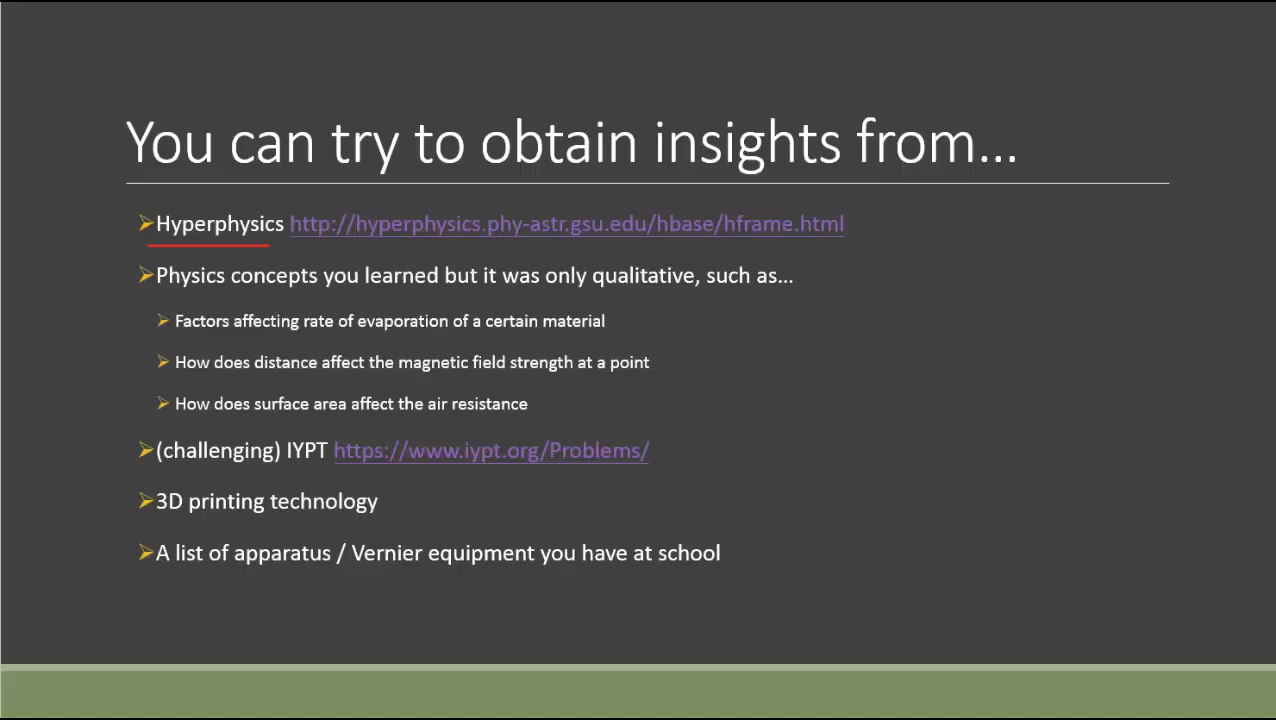 You can try to obtain insights from...
Hyperphysics http://hyperphysics.phy-astr.gsu.edu/hbase/hframe.html
Physics concepts you learned but it was only qualitative, such as...
Factors affecting rate of evaporation of a certain material
How does distance affect the magnetic field strength at a point
How does surface area affect the air resistance
(challenging) IYPT https://www.iypt.org/Problems/
3D printing technology
A list of apparatus / Vernier equipment you have at school